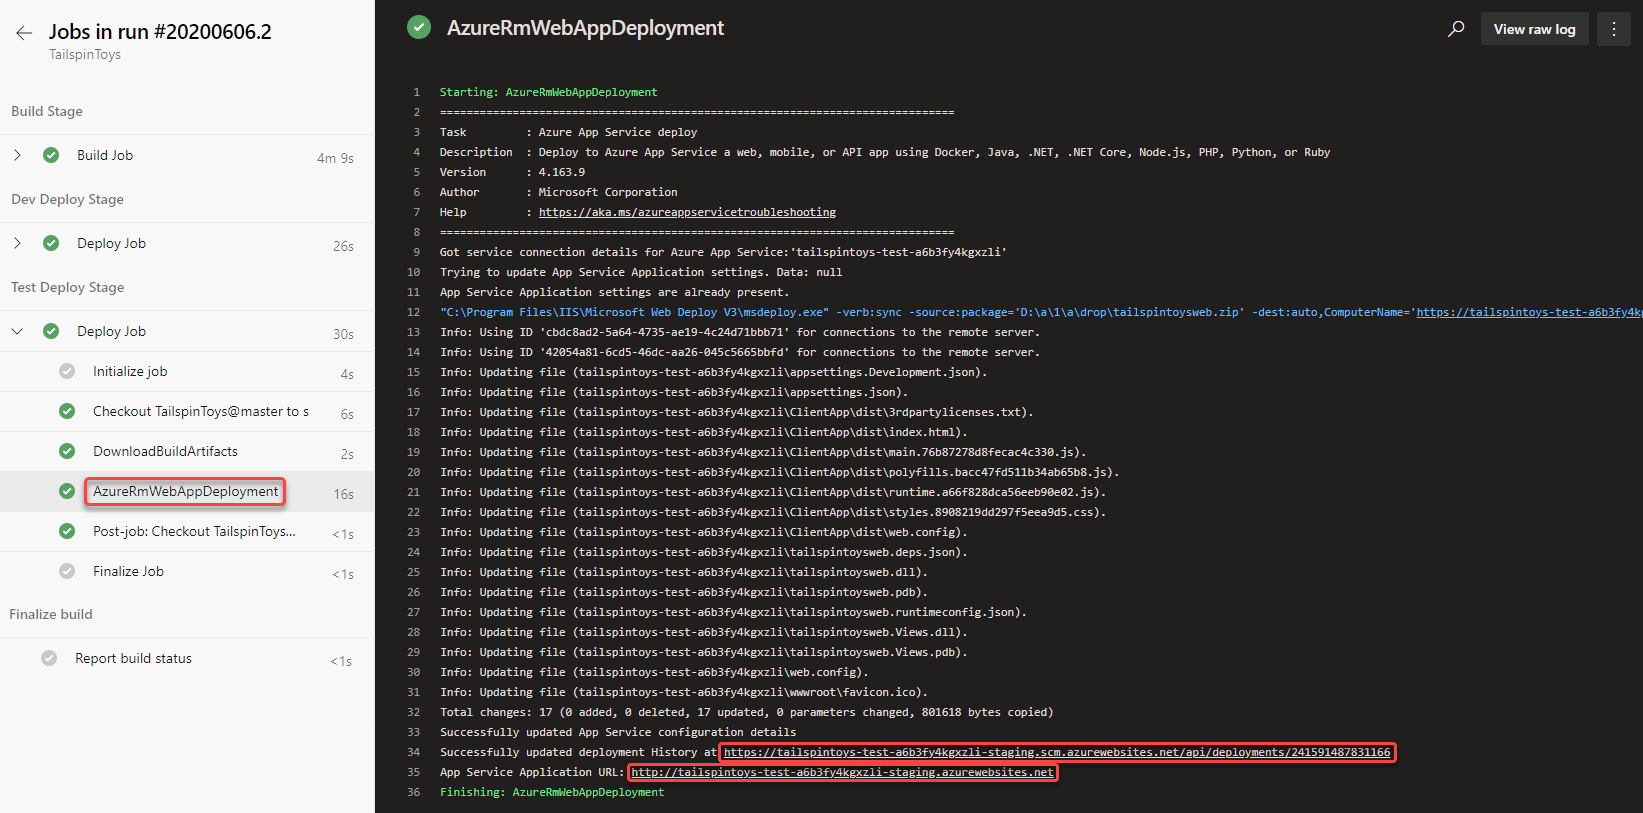 Jobs in run #20200606.2
TailspinToys
Build Stage
Build Job 4m 9s
Dev Deploy Stage
Deploy Job 26s
Test Deploy Stage
Deploy Job 30s
Initialize job 4s
Checkout TailspinToys@master to s 6s
DownloadBuildArtifacts 2s
AzureRmWebAppDeployment 16s
Post-job: Checkout TailspinToys... <1s
Finalize Job <1s
Finalize build
Report build status <1s
AzureRmWebAppDeployment
View raw log
1 Starting: AzureRmWebAppDeployment
2 ==============================================================================
3 Task : Azure App Service deploy
4 Description : Deploy to Azure App Service a web, mobile, or API app using Docker, Java, .NET, .NET Core, Node.js, PHP, Python, or Ruby
5 Version : 4.163.9
6 Author : Microsoft Corporation
7 Help : https://aka.ms/azureappservicetroubleshooting
8 ==============================================================================
9 Got service connection details for Azure App Service:'tailspintoys-test-a6b3fy4kgxzli'
10 Trying to update App Service Application settings. Data: null
11 App Service Application settings are already present.
12 "C:\Program Files\IIS\Microsoft Web Deploy V3\msdeploy.exe" -verb:sync -source:package='D:\a\1\a\drop\tailspintoysweb.zip' -dest:auto,ComputerName='https://tailspintoys-test-a6b3fy4kg
13 Info: Using ID 'cbdc8ad2-5a64-4735-ae19-4c24d71bbb71' for connections to the remote server.
14 Info: Using ID '42054a81-6cd5-46dc-aa26-045c5665bbfd' for connections to the remote server.
15 Info: Updating file (tailspintoys-test-a6b3fy4kgxzli\appsettings.Development.json).
16 Info: Updating file (tailspintoys-test-a6b3fy4kgxzli\appsettings.json).
17 Info: Updating file (tailspintoys-test-a6b3fy4kgxzli\ClientApp\dist\3rdpartylicenses.txt).
18 Info: Updating file (tailspintoys-test-a6b3fy4kgxzli\ClientApp\dist\index.html).
19 Info: Updating file (tailspintoys-test-a6b3fy4kgxzli\ClientApp\dist\main.76b87278d8fecac4c330.js).
20 Info: Updating file (tailspintoys-test-a6b3fy4kgxzli\ClientApp\dist\polyfills.bacc47fd511b34ab65b8.js).
21 Info: Updating file (tailspintoys-test-a6b3fy4kgxzli\ClientApp\dist\runtime.a66f828dca56eeb90e02.js).
22 Info: Updating file (tailspintoys-test-a6b3fy4kgxzli\ClientApp\dist\styles.8908219dd297f5eea9d5.css).
23 Info: Updating file (tailspintoys-test-a6b3fy4kgxzli\ClientApp\dist\web.config).
24 Info: Updating file (tailspintoys-test-a6b3fy4kgxzli\tailspintoysweb.deps.json).
25 Info: Updating file (tailspintoys-test-a6b3fy4kgxzli\tailspintoysweb.dll).
26 Info: Updating file (tailspintoys-test-a6b3fy4kgxzli\tailspintoysweb.pdb).
27 Info: Updating file (tailspintoys-test-a6b3fy4kgxzli\tailspintoysweb.runtimeconfig.json).
28 Info: Updating file (tailspintoys-test-a6b3fy4kgxzli\tailspintoysweb.Views.dll).
29 Info: Updating file (tailspintoys-test-a6b3fy4kgxzli\tailspintoysweb.Views.pdb).
30 Info: Updating file (tailspintoys-test-a6b3fy4kgxzli\web.config).
31 Info: Updating file (tailspintoys-test-a6b3fy4kgxzli\wwwroot\favicon.ico).
32 Total changes: 17 (0 added, 0 deleted, 17 updated, 0 parameters changed, 801618 bytes copied)
33 Successfully updated App Service configuration details
34 Successfully updated deployment History at https://tailspintoys-test-a6b3fy4kgxzli-staging.scm.azurewebsites.net/api/deployments/241591487831166
35 App Service Application URL: http://tailspintoys-test-a6b3fy4kgxzli-staging.azurewebsites.net
36 Finishing: AzureRmWebAppDeployment